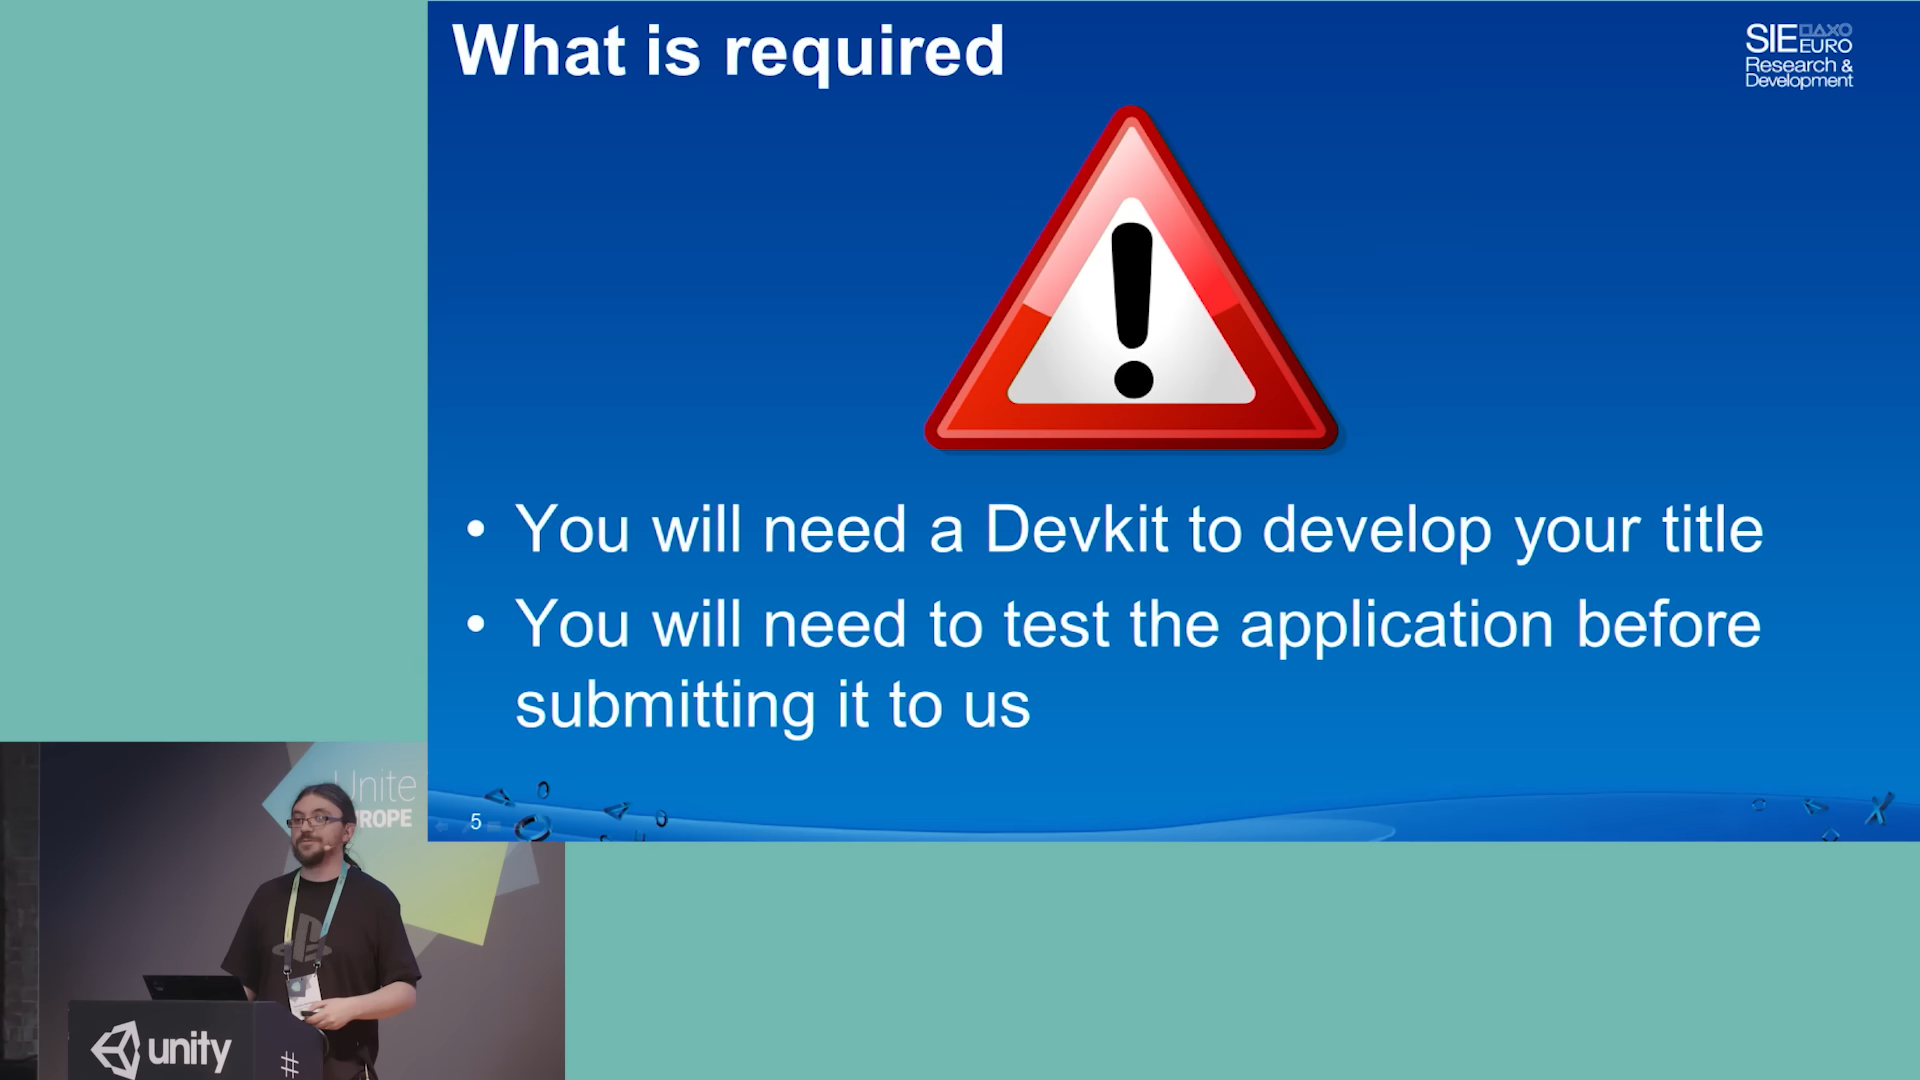 What is required
SIE
EURO
Research &
Development
• You will need a Devkit to develop your title
• You will need to test the application before
submitting it to us
5
Unite
ROPE
unity
#